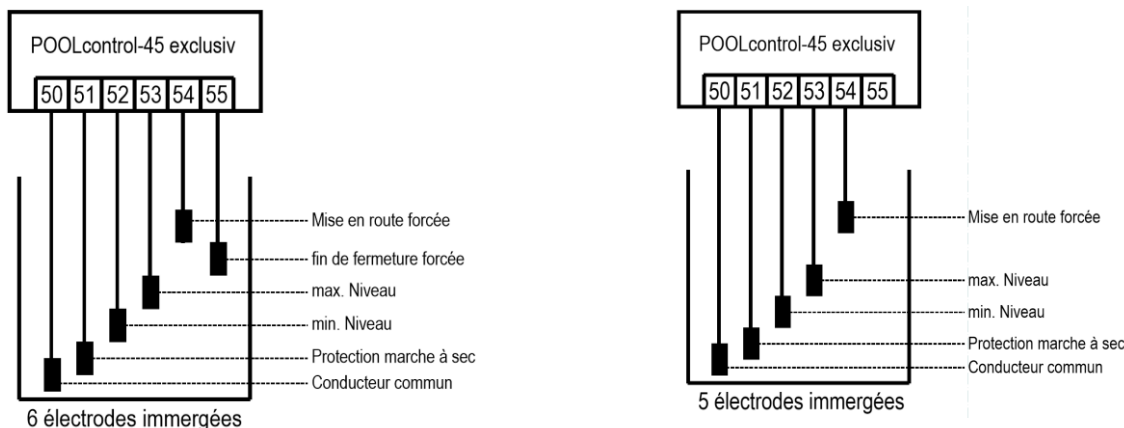 POOLcontrol-45 exclusiv
50 51 52 53 54 55
Mise en route forcée
fin de fermeture forcée
max. Niveau
min. Niveau
Protection marche à sec
Conducteur commun
6 électrodes immergées
POOLcontrol-45 exclusiv
50 51 52 53 54 55
Mise en route forcée
max. Niveau
min. Niveau
Protection marche à sec
Conducteur commun
5 électrodes immergées